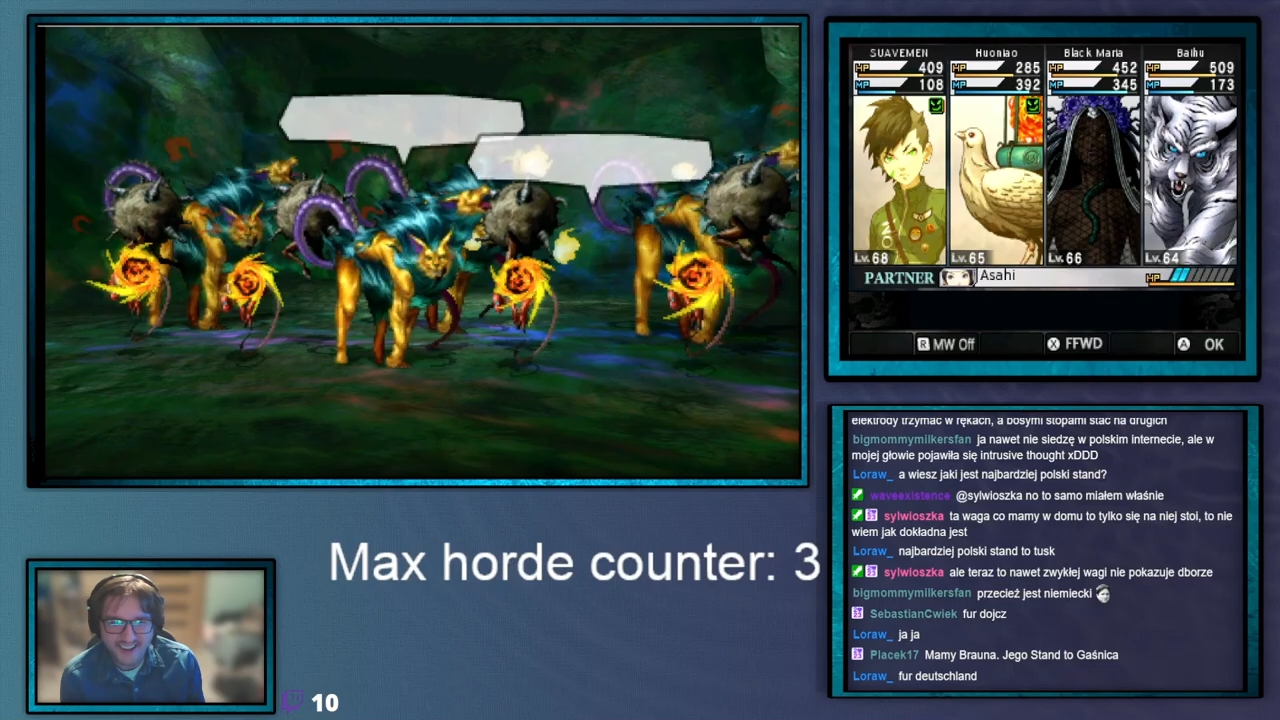 SUAVEMEN Huoniao Black Maria Baihu
HP 409 HP 285 HP 452 HP 509
MP 108 MP 392 MP 345 MP 173
Lv.68 Lv.65 Lv.66 Lv.64
PARTNER Asahi HP
R MW Off X FFWD A OK
elektrody trzymać w rękach, a bosymi stopami stać na drugich
bigmommymilkersfan ja nawet nie siedzę w polskim internecie, ale w
mojej głowie pojawiła się intrusive thought xDDD
Loraw_ a wiesz jaki jest najbardziej polski stand?
waveexistence @sylwioszka no to samo miałem właśnie
sylwioszka ta waga co mamy w domu to tylko się na niej stoi, to nie
wiem jak dokładna jest
Loraw_ najbardziej polski stand to tusk
sylwioszka ale teraz to nawet zwykłej wagi nie pokazuje dborze
bigmommymilkersfan przecież jest niemiecki
SebastianCwiek fur dojcz
Loraw_ ja ja
Placek17 Mamy Brauna. Jego Stand to Gaśnica
Loraw_ fur deutschland
Max horde counter: 3
10